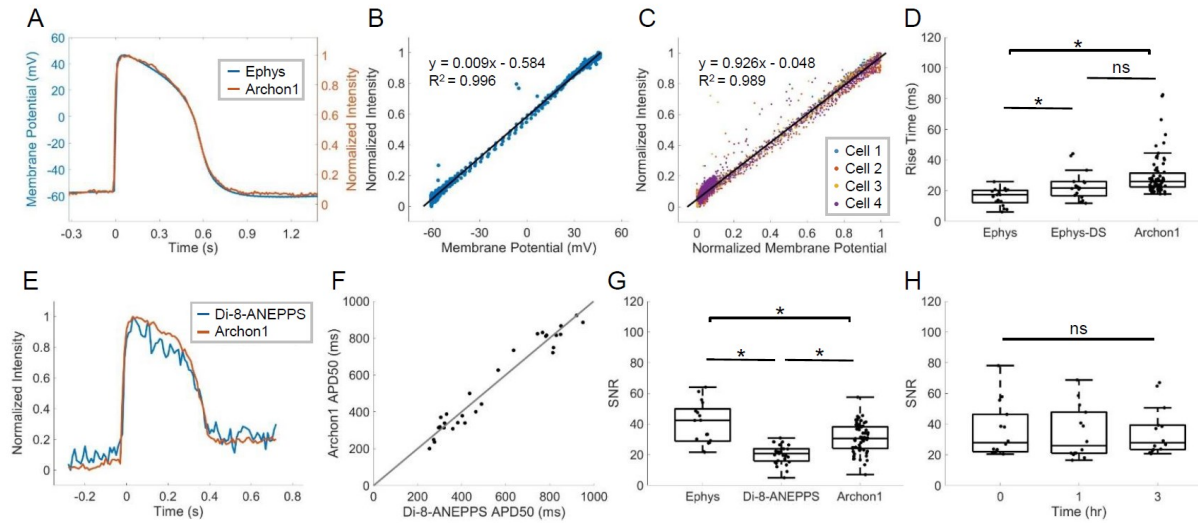 A
Membrane Potential (mV)
60
40
20
0
-20
-40
-60
Ephys
Archon1
1
0.8
0.6
0.4
0.2
0
Normalized Intensity
-0.3
0
0.3
0.6
0.9
1.2
Time (s)
B
Normalized Intensity
1
0.8
0.6
0.4
0.2
0
y = 0.009x - 0.584
R² = 0.996
-60
-30
0
30
60
Membrane Potential (mV)
C
Normalized Intensity
1
0.8
0.6
0.4
0.2
0
y = 0.926x - 0.048
R² = 0.989
Cell 1
Cell 2
Cell 3
Cell 4
0
0.2
0.4
0.6
0.8
1
Normalized Membrane Potential
D
Rise Time (ms)
120
100
80
60
40
20
0
*
ns
*
Ephys
Ephys-DS
Archon1
E
Normalized Intensity
1
0.8
0.6
0.4
0.2
0
Di-8-ANEPPS
Archon1
-0.2
0
0.2
0.4
0.6
0.8
Time (s)
F
Archon1 APD50 (ms)
1000
800
600
400
200
0
0
200
400
600
800
1000
Di-8-ANEPPS APD50 (ms)
G
SNR
120
100
80
60
40
20
0
*
*
*
Ephys
Di-8-ANEPPS
Archon1
H
SNR
120
100
80
60
40
20
0
ns
0
1
3
Time (hr)